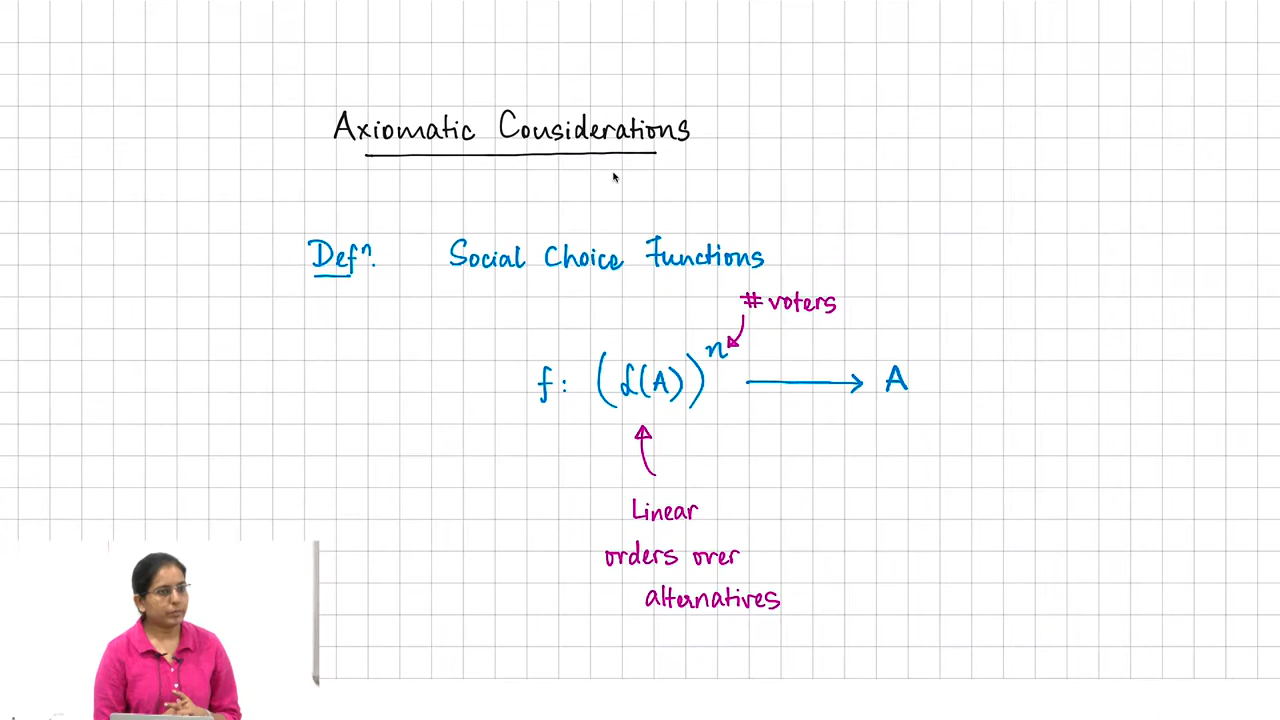 Axiomatic Considerations
Defⁿ. Social Choice Functions
# voters
f: (L(A))ⁿ ⟶ A
Linear
orders over
alternatives